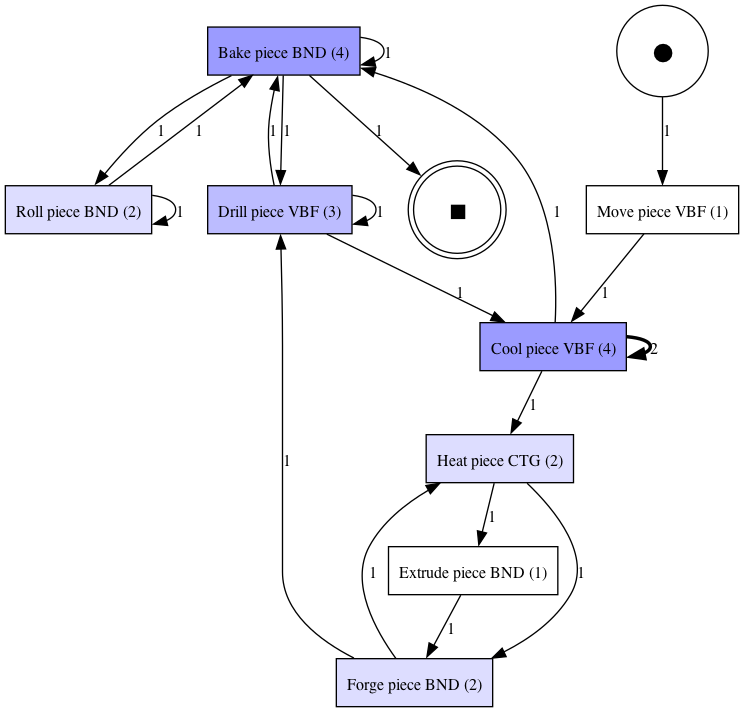 Bake piece BND (4)
1
1
1
1
1
1
1
Roll piece BND (2)
1
Drill piece VBF (3)
1
Move piece VBF (1)
1
1
1
Cool piece VBF (4)
2
1
Heat piece CTG (2)
1
1
Extrude piece BND (1)
1
1
1
Forge piece BND (2)